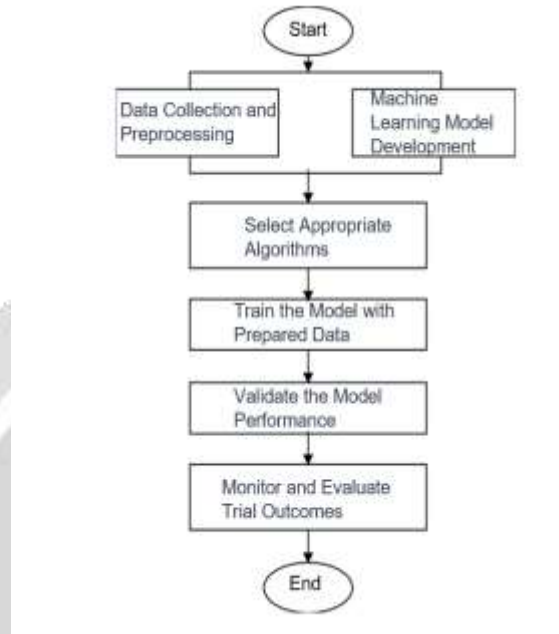 Start
Data Collection and
Preprocessing
Machine
Learning Model
Development
Select Appropriate
Algorithms
Train the Model with
Prepared Data
Validate the Model
Performance
Monitor and Evaluate
Trial Outcomes
End